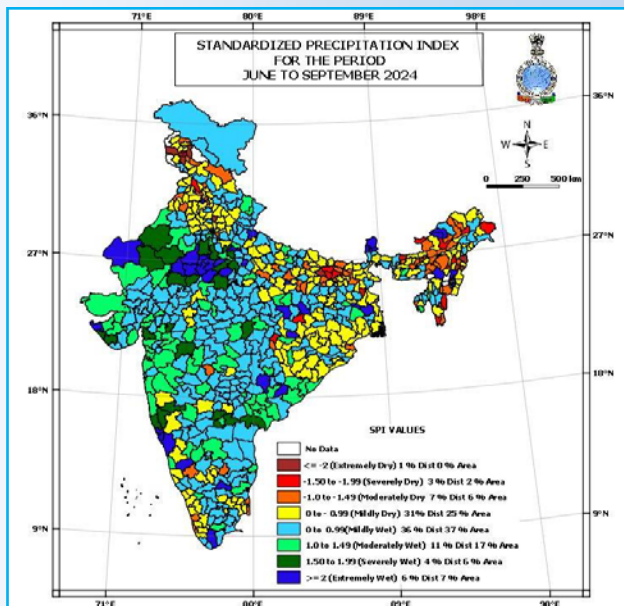 71°E 80°E 89°E 98°E
STANDARDIZED PRECIPITATION INDEX
FOR THE PERIOD
JUNE TO SEPTEMBER 2024
36°N
36°N
N
W E
S
0 250 500 km
27°N
27°N
18°N
18°N
SPI VALUES
No Data
<= -2 (Extremely Dry) 1 % Dist 0 % Area
-1.50 to -1.99 (Severely Dry) 3 % Dist 2 % Area
-1.0 to -1.49 (Moderately Dry) 7 % Dist 6 % Area
0 to - 0.99 (Mildly Dry) 31% Dist 25 % Area
0 to 0.99(Mildly Wet) 36 % Dist 37 % Area
1.0 to 1.49 (Moderately Wet) 11 % Dist 17 % Area
1.50 to 1.99 (Severely Wet) 4 % Dist 6 % Area
>= 2 (Extremely Wet) 6 % Dist 7 % Area
9°N
9°N
71°E 80°E 89°E 98°E